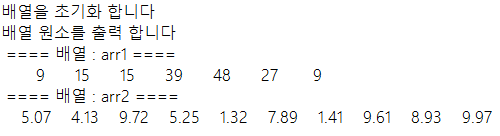 배열을 초기화 합니다
배열 원소를 출력 합니다
==== 배열 : arr1 ====
9 15 15 39 48 27 9
==== 배열 : arr2 ====
5.07 4.13 9.72 5.25 1.32 7.89 1.41 9.61 8.93 9.97